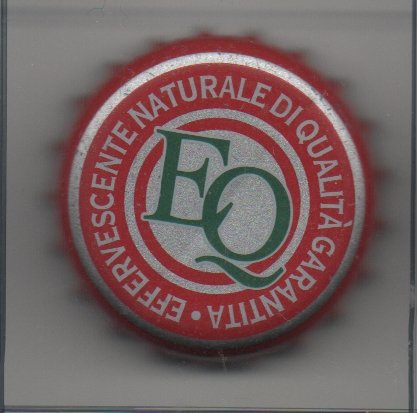 EFFERVESCENTE NATURALE DI QUALITÀ GARANTITA •
EQ